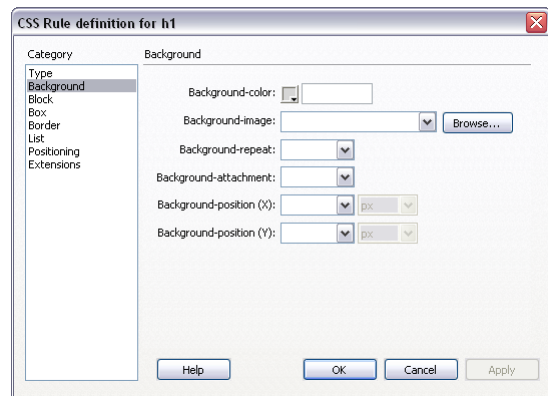 CSS Rule definition for h1
Category
Background
Type
Background
Block
Box
Border
List
Positioning
Extensions
Background-color:
Background-image:
Browse...
Background-repeat:
Background-attachment:
Background-position (X):
px
Background-position (Y):
px
Help
OK
Cancel
Apply